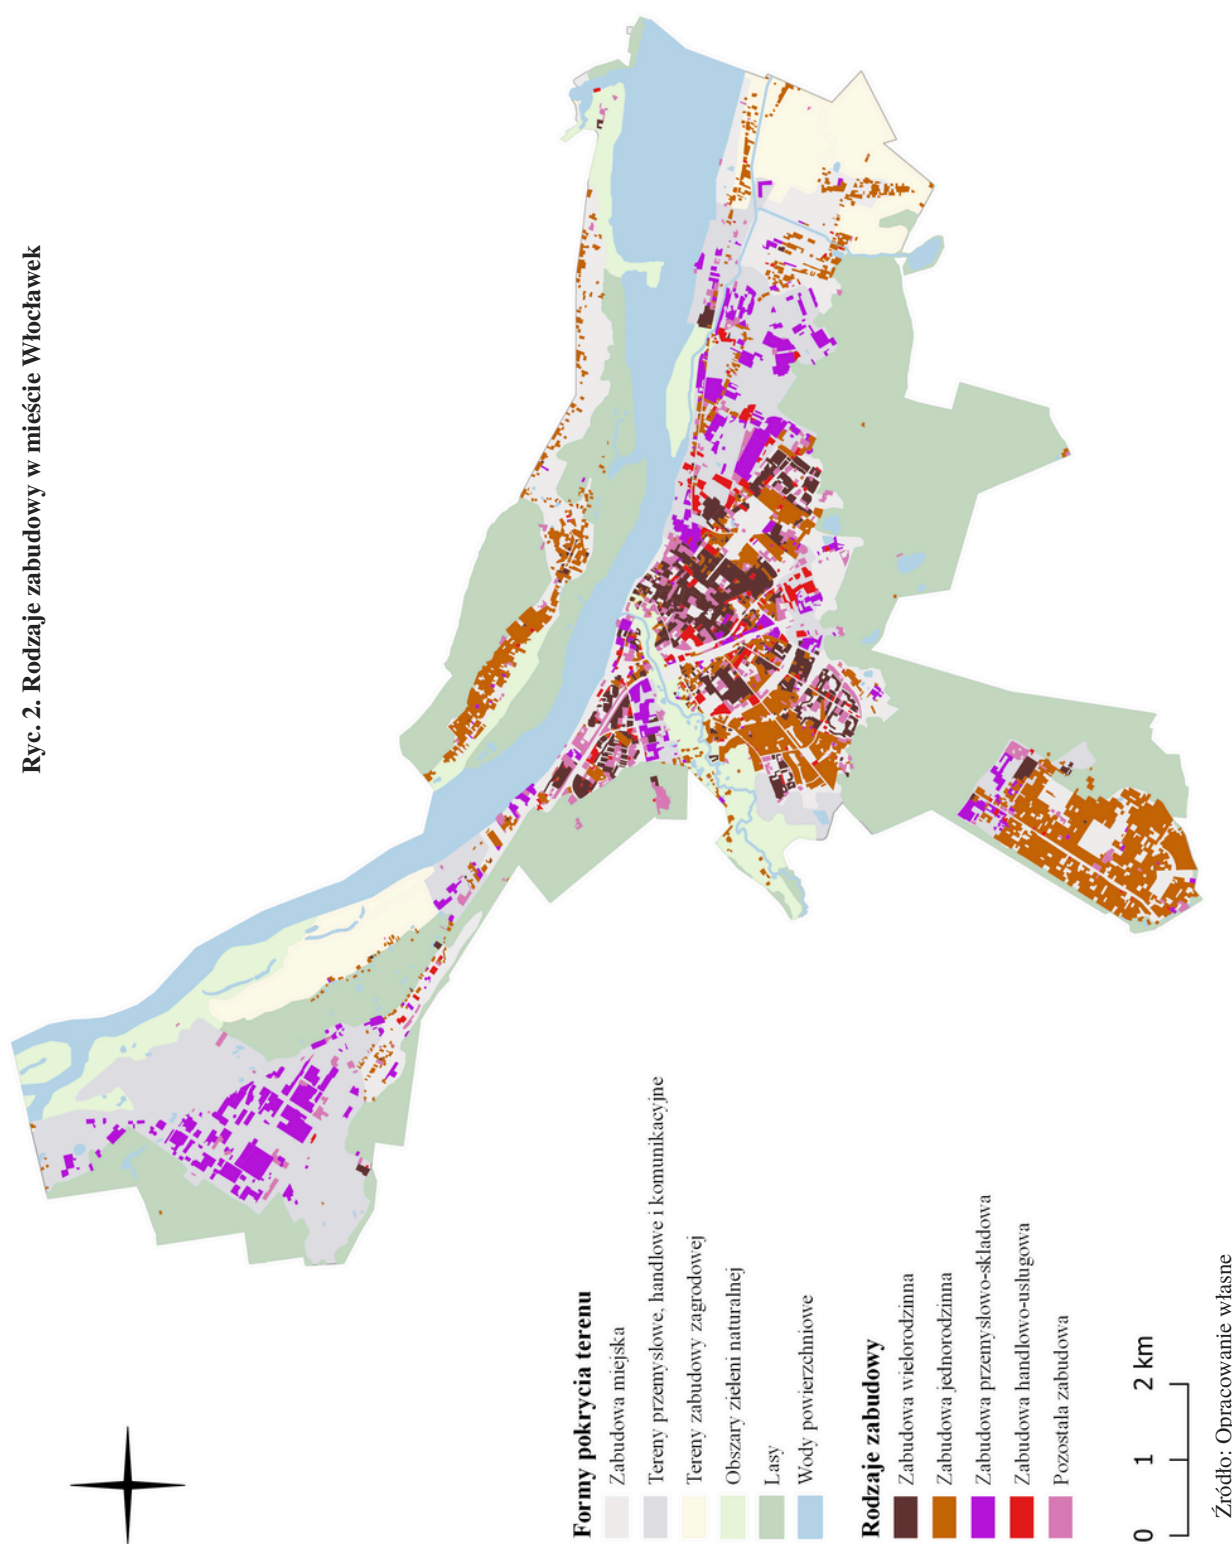 Ryc. 2. Rodzaje zabudowy w mieście Włocławek
Formy pokrycia terenu
Zabudowa miejska
Tereny przemysłowe, handlowe i komunikacyjne
Tereny zabudowy zagrodowej
Obszary zieleni naturalnej
Lasy
Wody powierzchniowe
Rodzaje zabudowy
Zabudowa wielorodzinna
Zabudowa jednorodzinna
Zabudowa przemysłowo-składowa
Zabudowa handlowo-usługowa
Pozostała zabudowa
0 1 2 km
Źródło: Opracowanie własne